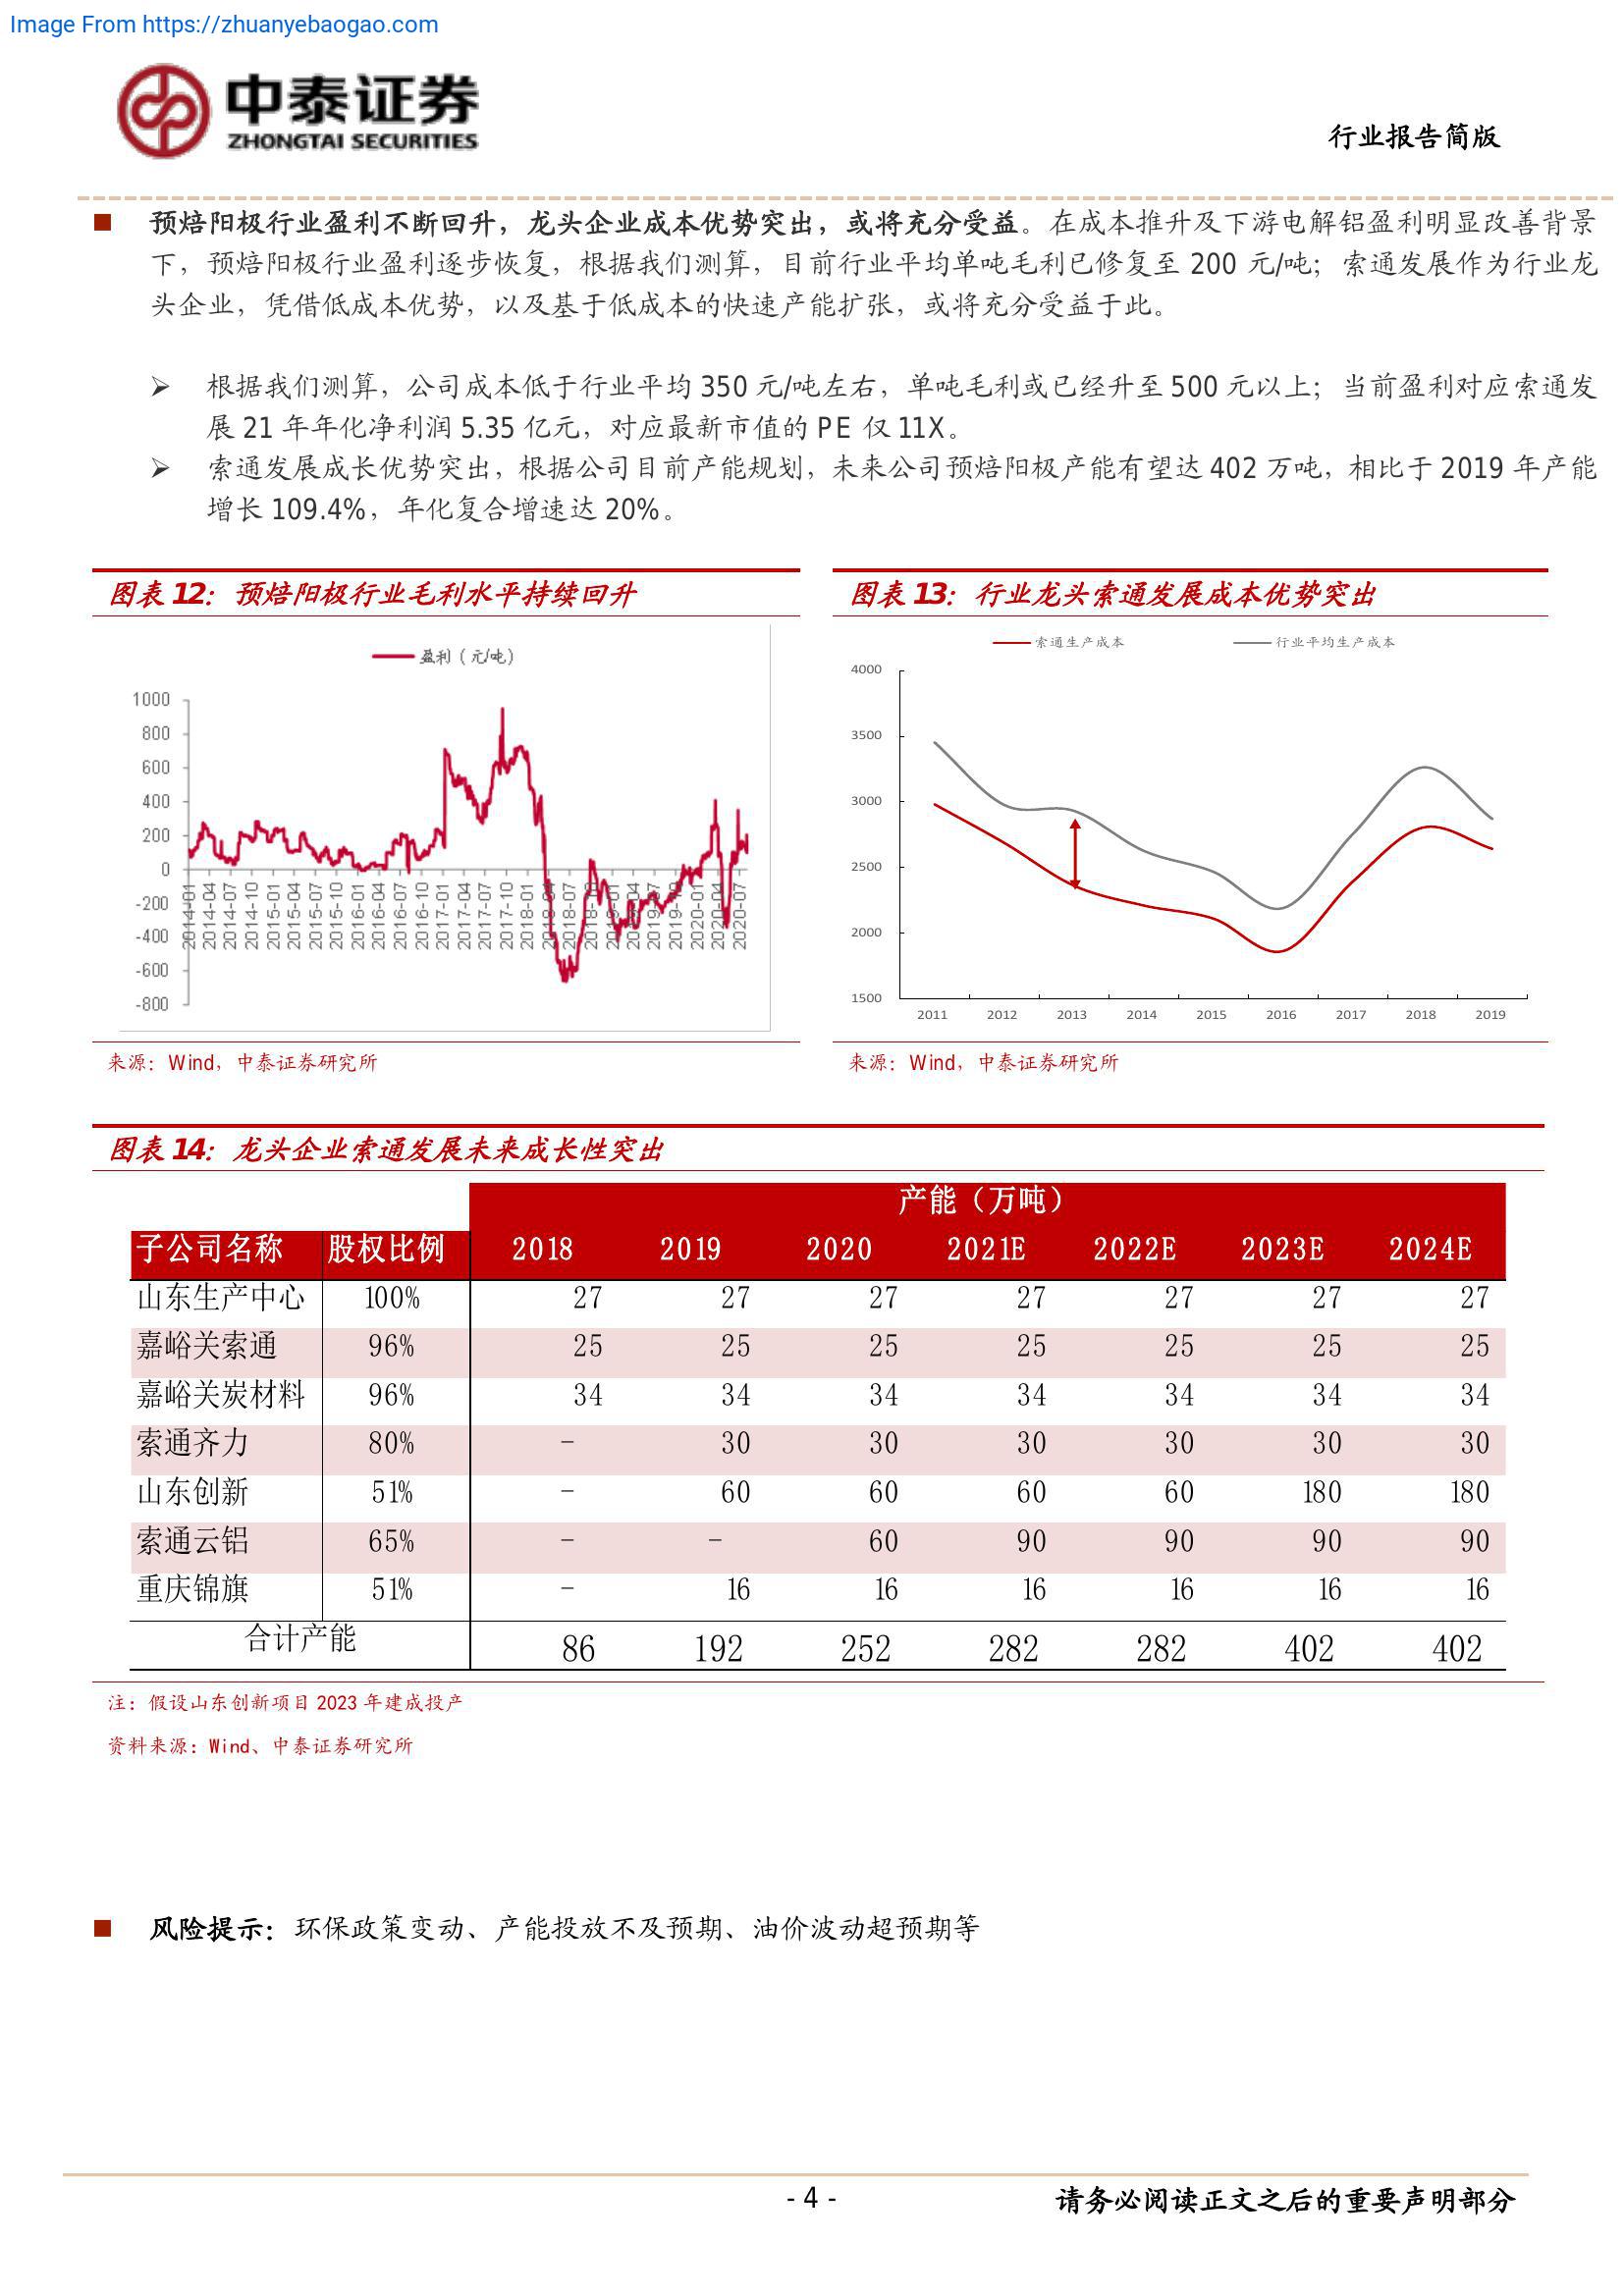 Image From https://zhuanyebaogao.com
中泰证券
ZHONGTAI SECURITIES
行业报告简版
■ 预焙阳极行业盈利不断回升，龙头企业成本优势突出，或将充分受益。在成本推升及下游电解铝盈利明显改善背景
下，预焙阳极行业盈利逐步恢复，根据我们测算，目前行业平均单吨毛利已修复至 200 元/吨；索通发展作为行业龙
头企业，凭借低成本优势，以及基于低成本的快速产能扩张，或将充分受益于此。
➢ 根据我们测算，公司成本低于行业平均 350 元/吨左右，单吨毛利或已经升至 500 元以上；当前盈利对应索通发
展 21 年年化净利润 5.35 亿元，对应最新市值的 PE 仅 11X。
➢ 索通发展成长优势突出，根据公司目前产能规划，未来公司预焙阳极产能有望达 402 万吨，相比于 2019 年产能
增长 109.4%，年化复合增速达 20%。
图表 12：预焙阳极行业毛利水平持续回升
盈利（元/吨）
1000
800
600
400
200
0
-200
-400
-600
-800
2014-01 2014-04 2014-07 2014-10 2015-01 2015-04 2015-07 2015-10 2016-01 2016-04 2016-07 2016-10 2017-01 2017-04 2017-07 2017-10 2018-01 2018-04 2018-07 2018-10 2019-01 2019-04 2019-07 2019-10 2020-01 2020-04 2020-07
来源：Wind，中泰证券研究所
图表 13：行业龙头索通发展成本优势突出
索通生产成本 行业平均生产成本
4000
3500
3000
2500
2000
1500
2011 2012 2013 2014 2015 2016 2017 2018 2019
来源：Wind，中泰证券研究所
图表 14：龙头企业索通发展未来成长性突出
产能（万吨）
子公司名称 股权比例 2018 2019 2020 2021E 2022E 2023E 2024E
山东生产中心 100% 27 27 27 27 27 27 27
嘉峪关索通 96% 25 25 25 25 25 25 25
嘉峪关炭材料 96% 34 34 34 34 34 34 34
索通齐力 80% - 30 30 30 30 30 30
山东创新 51% - 60 60 60 60 180 180
索通云铝 65% - - 60 90 90 90 90
重庆锦旗 51% - 16 16 16 16 16 16
合计产能 86 192 252 282 282 402 402
注：假设山东创新项目 2023 年建成投产
资料来源：Wind、中泰证券研究所
■ 风险提示：环保政策变动、产能投放不及预期、油价波动超预期等
- 4 -
请务必阅读正文之后的重要声明部分